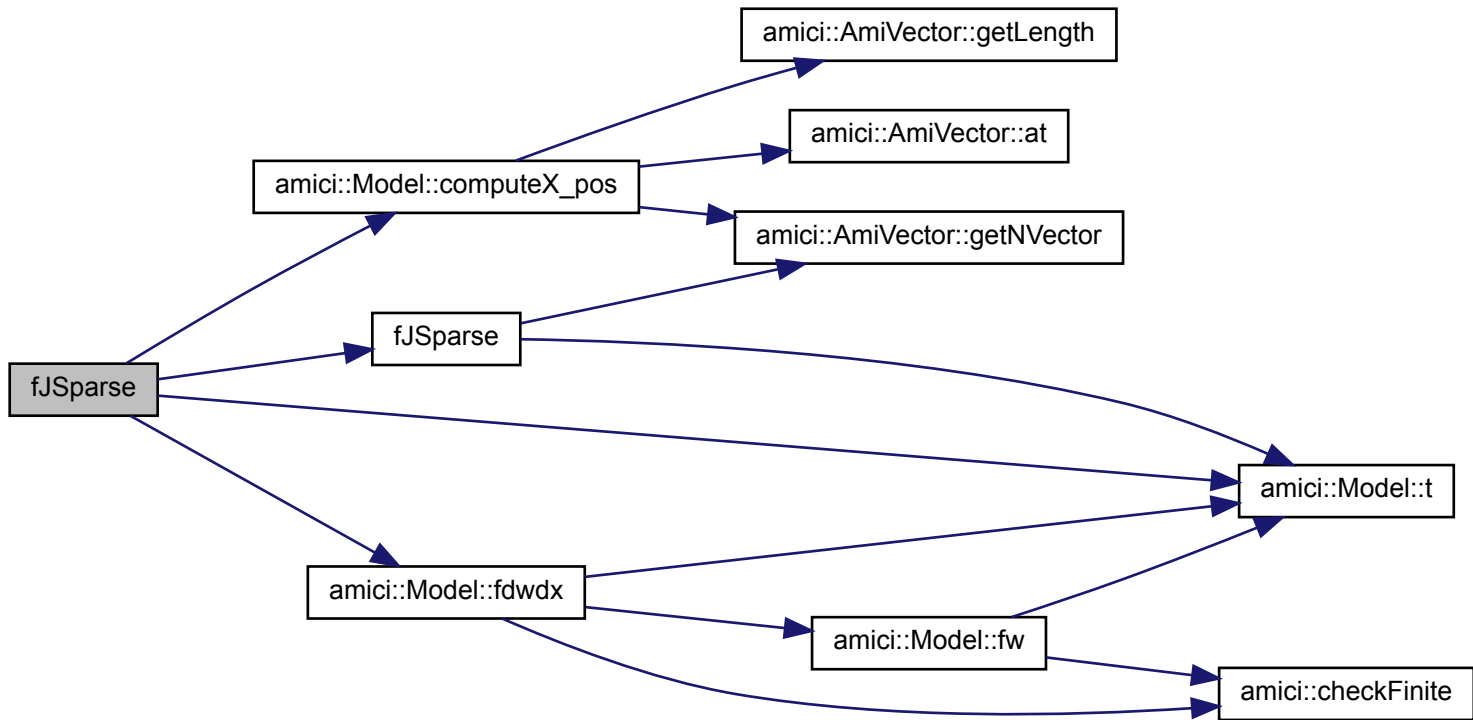 amici::AmiVector::getLength
amici::AmiVector::at
amici::Model::computeX_pos
amici::AmiVector::getNVector
fJSparse
fJSparse
amici::Model::t
amici::Model::fdwdx
amici::Model::fw
amici::checkFinite